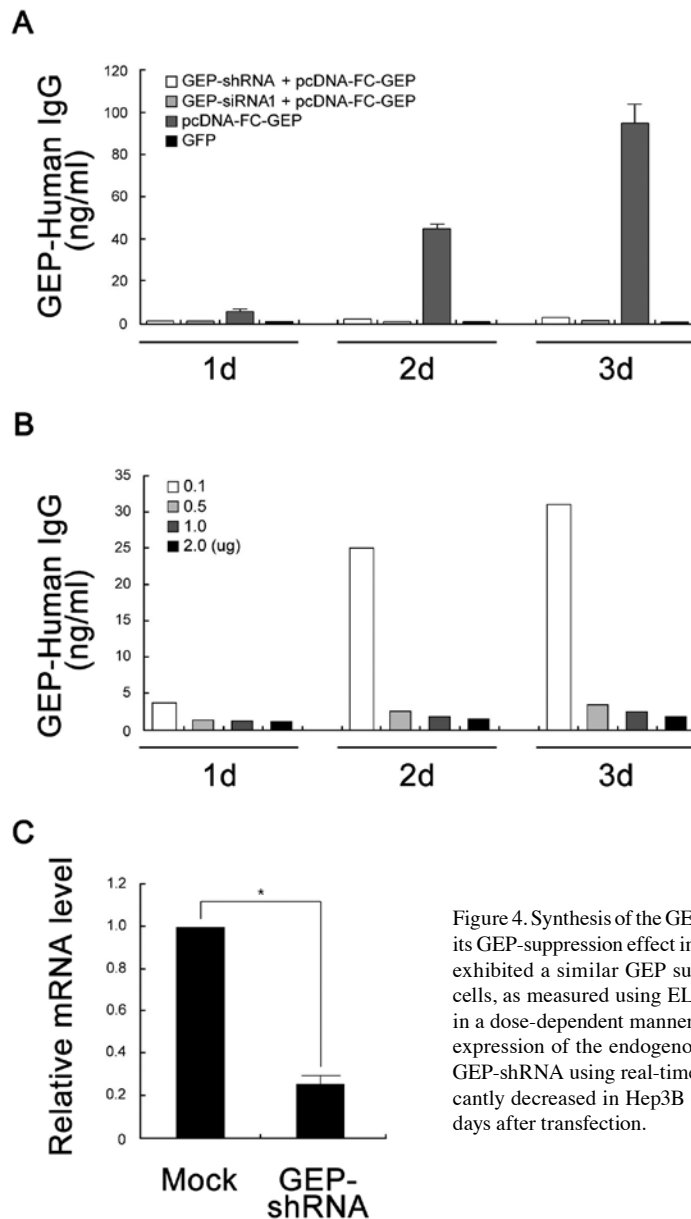 A
GEP-Human IgG
(ng/ml)
120
100
80
60
40
20
0
GEP-shRNA + pcDNA-FC-GEP
GEP-siRNA1 + pcDNA-FC-GEP
pcDNA-FC-GEP
GFP
1d 2d 3d
B
GEP-Human IgG
(ng/ml)
35
30
25
20
15
10
5
0
0.1
0.5
1.0
2.0 (ug)
1d 2d 3d
C
Relative mRNA level
1.2
1.0
0.8
0.6
0.4
0.2
0
*
Mock GEP-
shRNA
Figure 4. Synthesis of the GE
its GEP-suppression effect in
exhibited a similar GEP su
cells, as measured using EL
in a dose-dependent manner
expression of the endogeno
GEP-shRNA using real-time
cantly decreased in Hep3B
days after transfection.